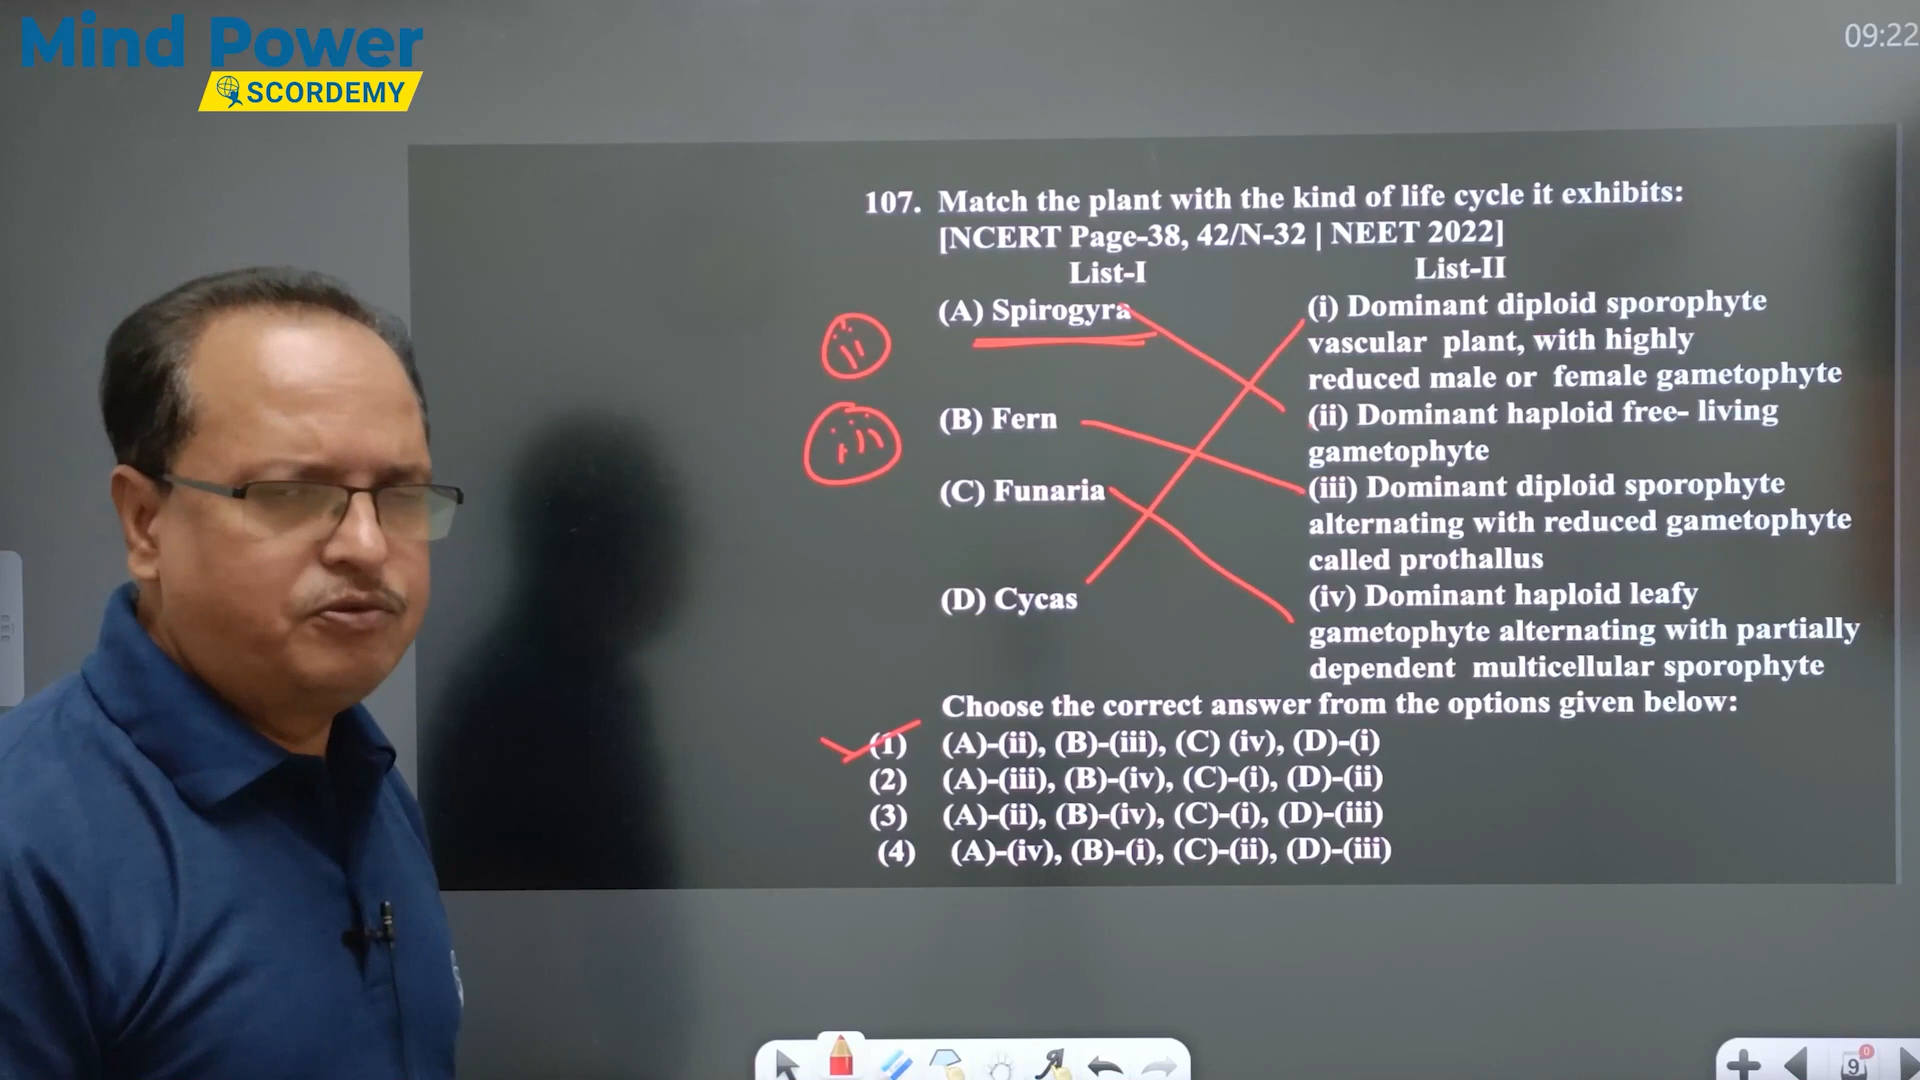 Mind Power
SCORDEMY
09:22
107. Match the plant with the kind of life cycle it exhibits:
[NCERT Page-38, 42/N-32 | NEET 2022]
List-I List-II
(A) Spirogyra
(B) Fern
(C) Funaria
(D) Cycas
(i) Dominant diploid sporophyte
vascular plant, with highly
reduced male or female gametophyte
(ii) Dominant haploid free- living
gametophyte
(iii) Dominant diploid sporophyte
alternating with reduced gametophyte
called prothallus
(iv) Dominant haploid leafy
gametophyte alternating with partially
dependent multicellular sporophyte
ii
iii
Choose the correct answer from the options given below:
(1) (A)-(ii), (B)-(iii), (C) (iv), (D)-(i)
(2) (A)-(iii), (B)-(iv), (C)-(i), (D)-(ii)
(3) (A)-(ii), (B)-(iv), (C)-(i), (D)-(iii)
(4) (A)-(iv), (B)-(i), (C)-(ii), (D)-(iii)
9
0